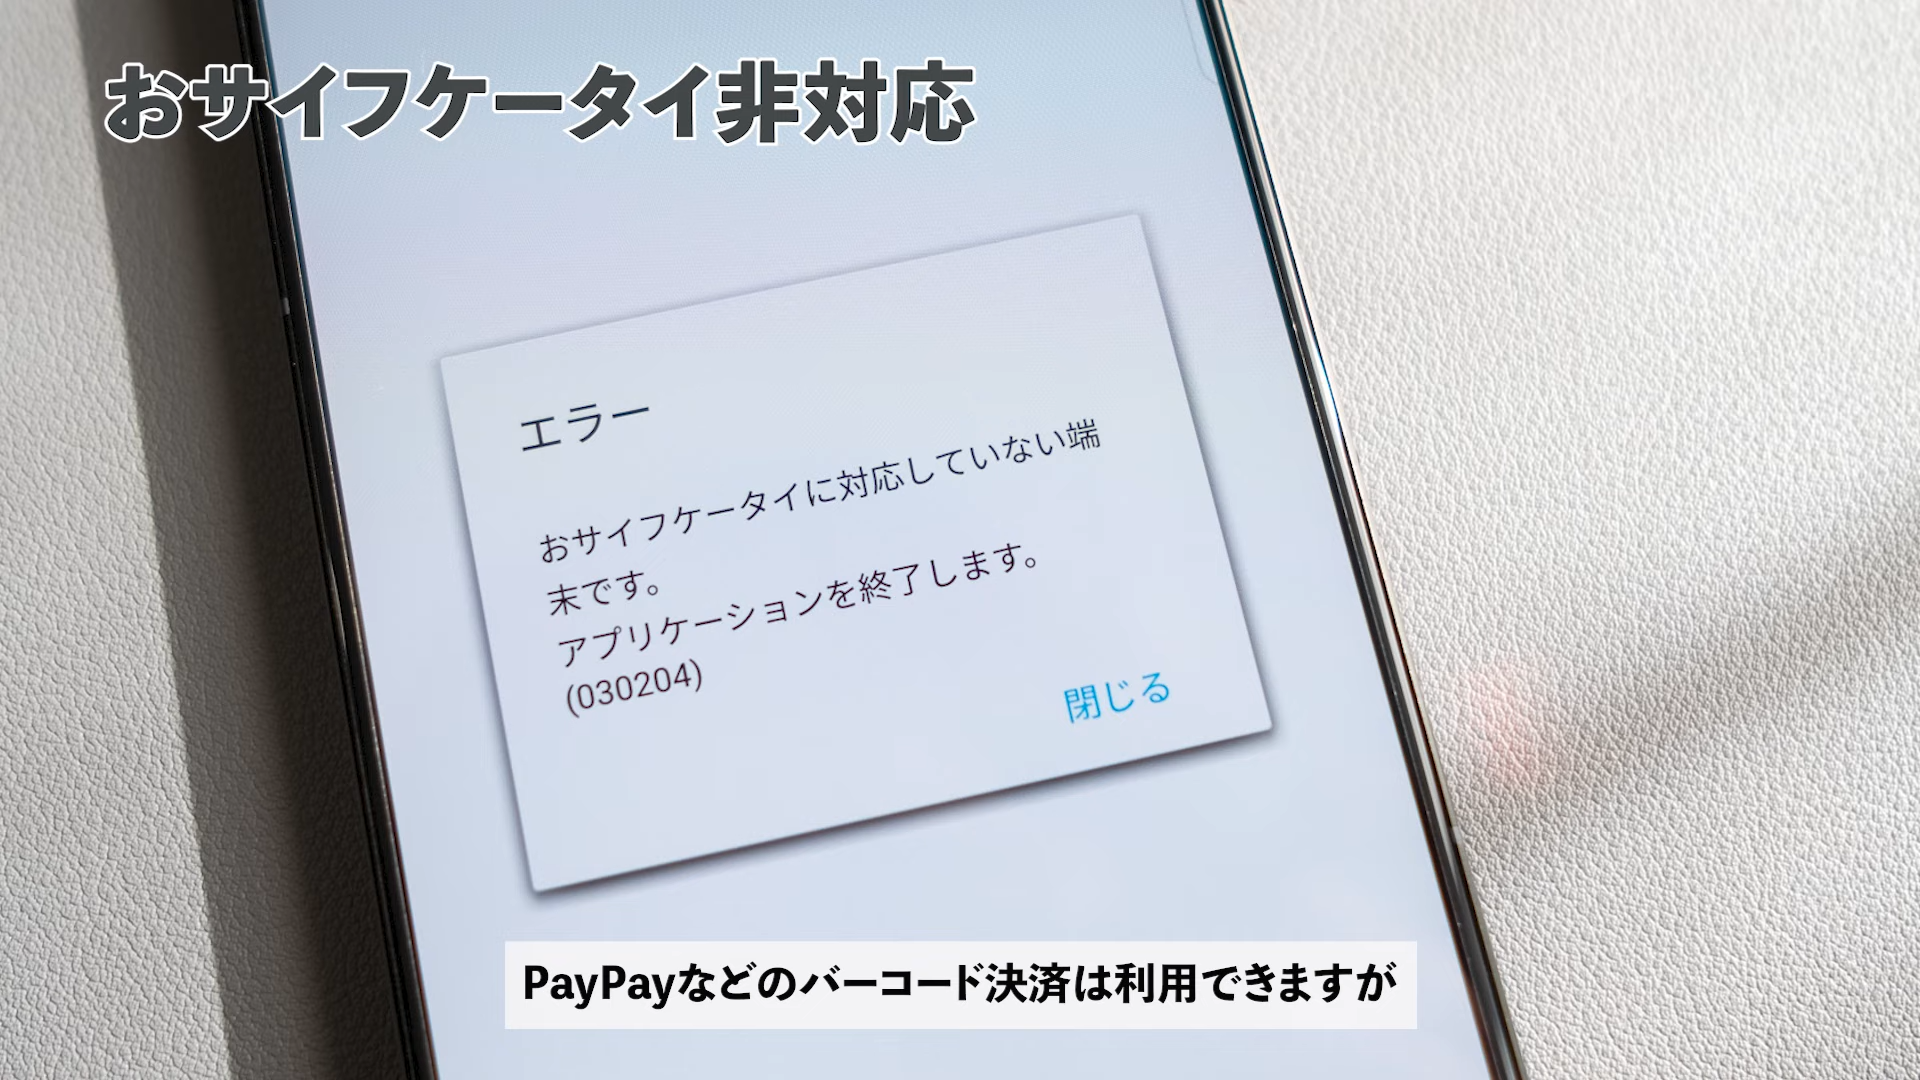 おサイフケータイ非対応
エラー
おサイフケータイに対応していない端
末です。
アプリケーションを終了します。
(030204)
閉じる
PayPayなどのバーコード決済は利用できますが